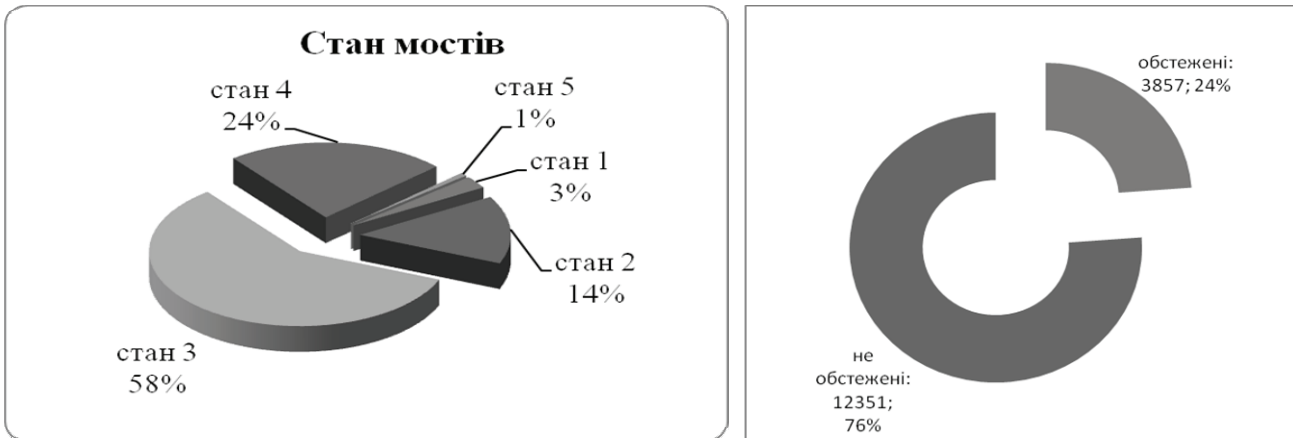 Стан мостів
стан 4
24%
стан 5
1%
стан 1
3%
стан 2
14%
стан 3
58%
обстежені:
3857; 24%
не
обстежені:
12351;
76%